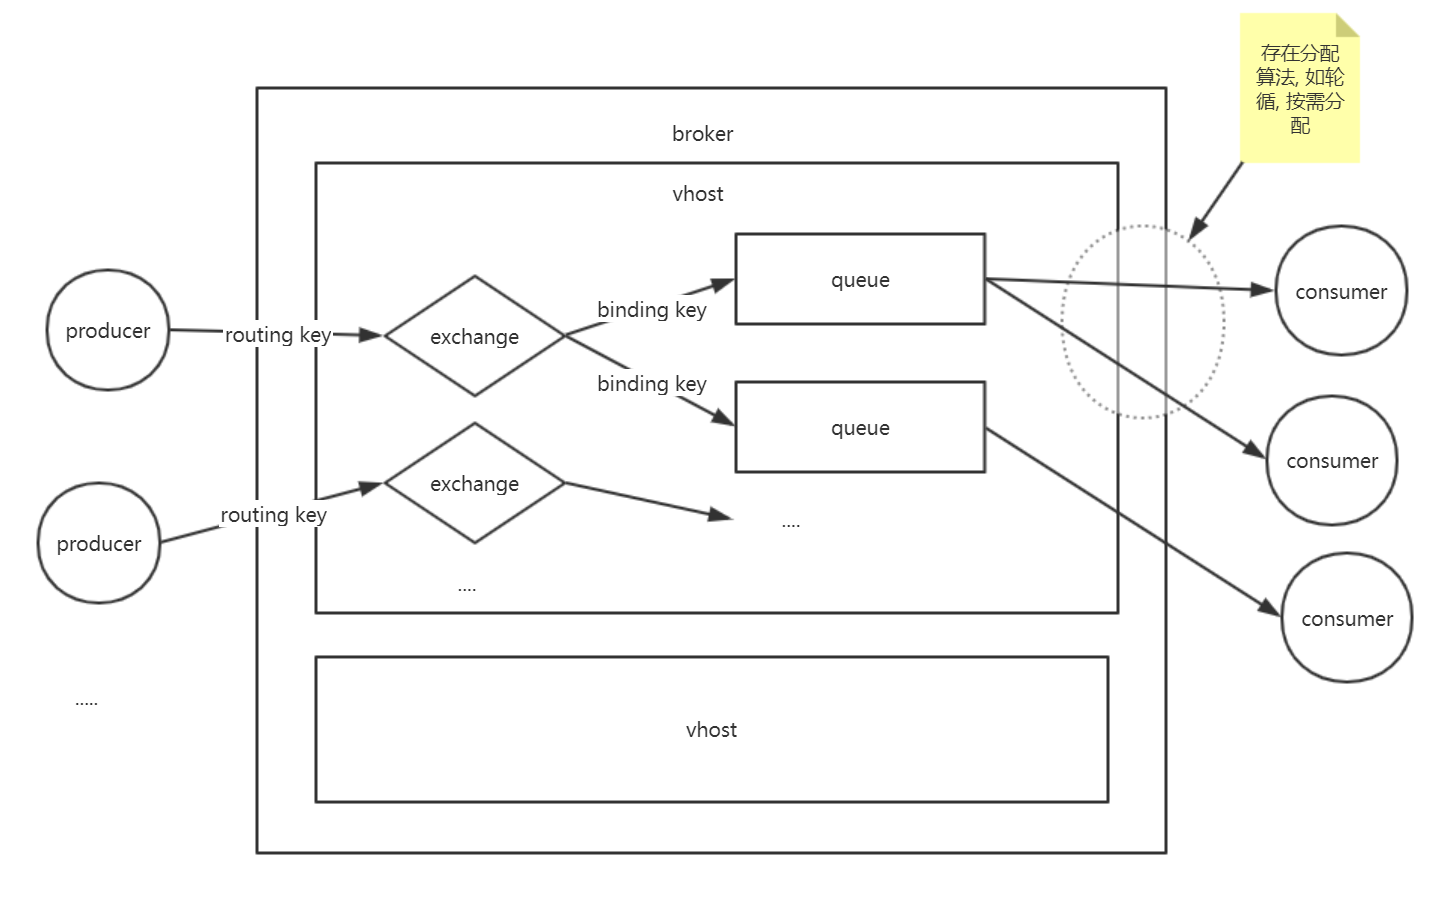 存在分配
算法, 如轮
循, 按需分
配
broker
vhost
producer
routing key
exchange
binding key
queue
consumer
binding key
queue
consumer
producer
routing key
exchange
....
....
consumer
.....
vhost